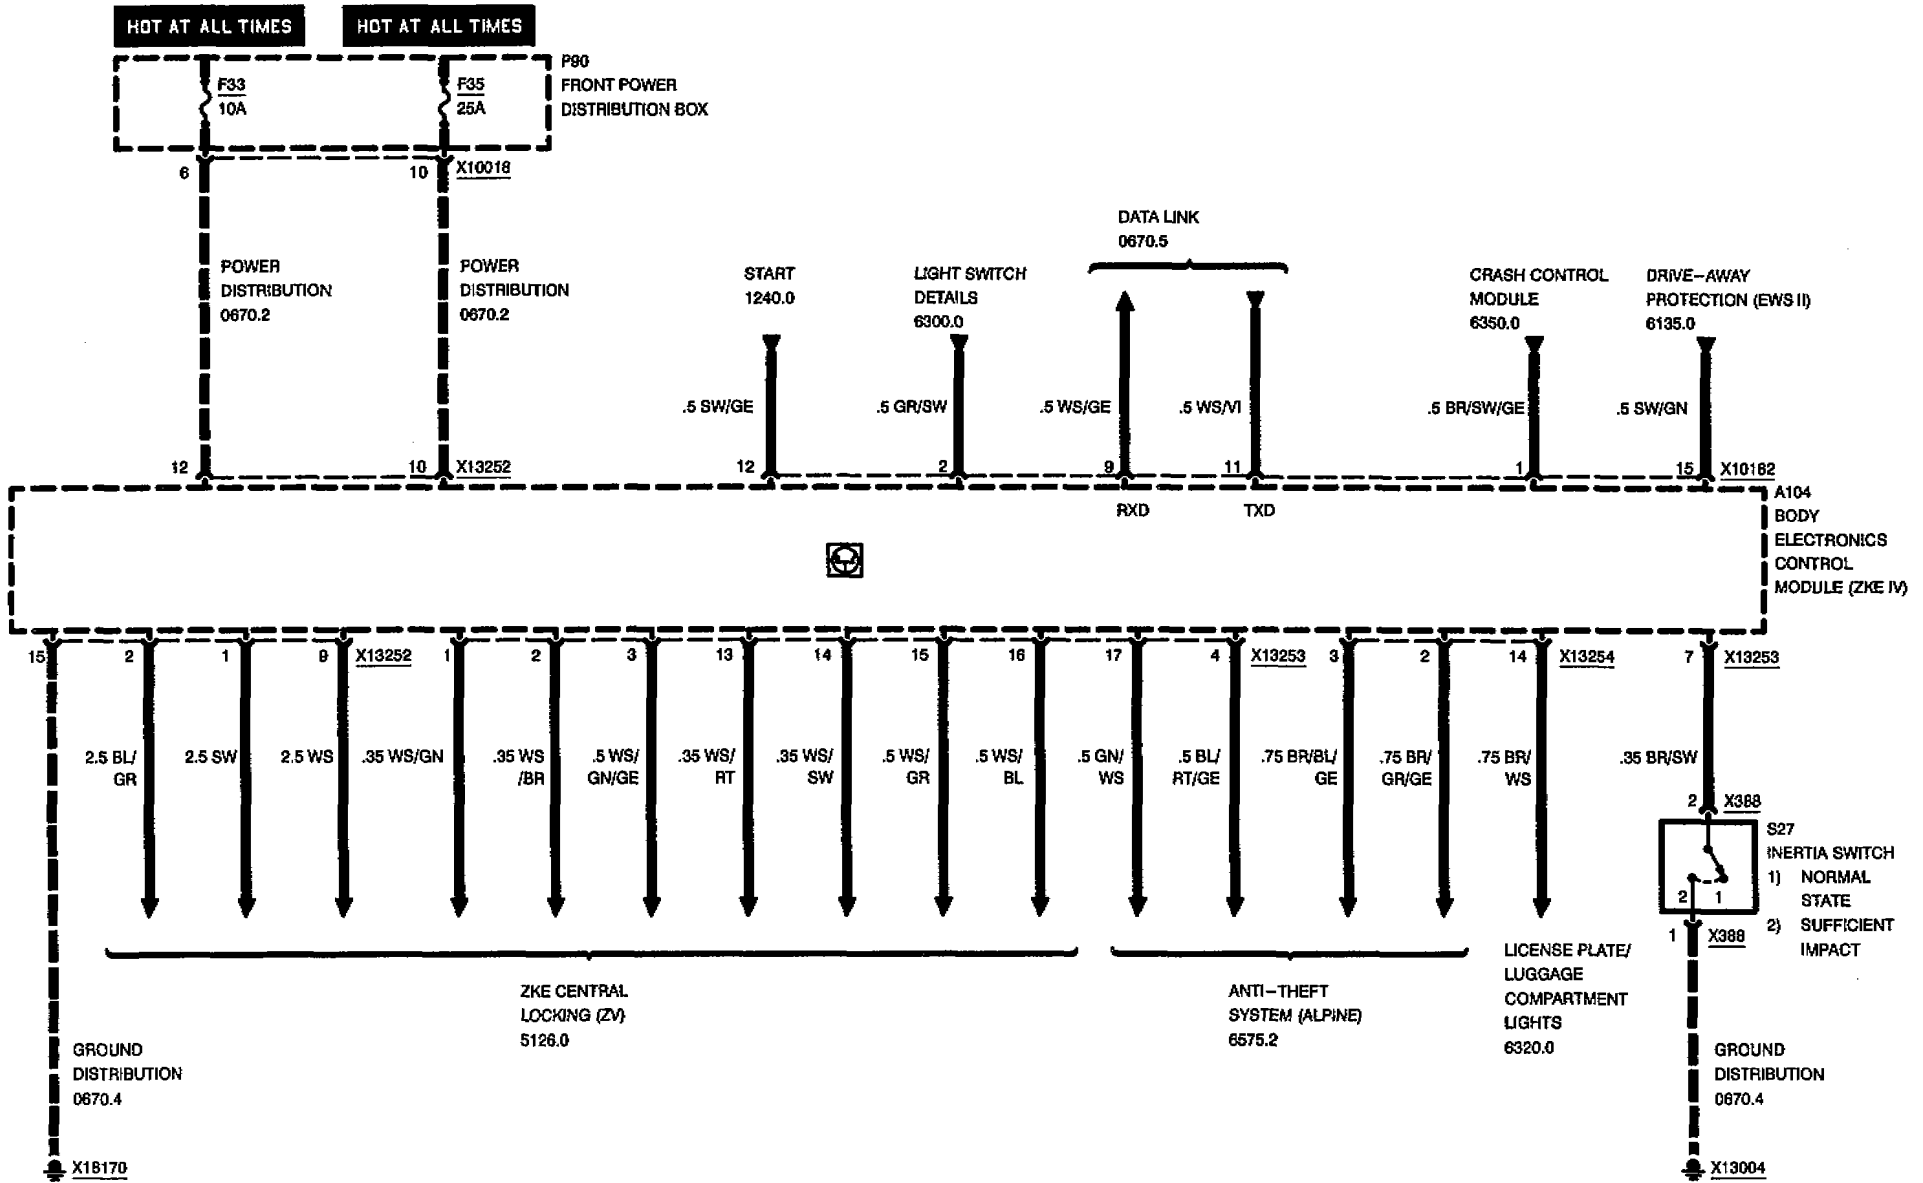 HOT AT ALL TIMES
HOT AT ALL TIMES
P90
FRONT POWER
DISTRIBUTION BOX
F33
10A
F35
25A
6
10
X10018
POWER
DISTRIBUTION
0670.2
POWER
DISTRIBUTION
0670.2
START
1240.0
LIGHT SWITCH
DETAILS
6300.0
DATA LINK
0670.5
CRASH CONTROL
MODULE
6350.0
DRIVE-AWAY
PROTECTION (EWS II)
6135.0
.5 SW/GE
.5 GR/SW
.5 WS/GE
.5 WS/VI
.5 BR/SW/GE
.5 SW/GN
12
10
X13252
12
2
9
11
1
15
X10182
RXD
TXD
A104
BODY
ELECTRONICS
CONTROL
MODULE (ZKE IV)
15
2
1
9
X13252
1
2
3
13
14
15
16
17
4
X13253
3
2
14
X13254
7
X13253
2.5 BL/
GR
2.5 SW
2.5 WS
.35 WS/GN
.35 WS
/BR
.5 WS/
GN/GE
.35 WS/
RT
.35 WS/
SW
.5 WS/
GR
.5 WS/
BL
.5 GN/
WS
.5 BL/
RT/GE
.75 BR/BL/
GE
.75 BR/
GR/GE
.75 BR/
WS
.35 BR/SW
2
X388
S27
INERTIA SWITCH
1) NORMAL
STATE
2) SUFFICIENT
IMPACT
2
1
1
X388
ZKE CENTRAL
LOCKING (ZV)
5126.0
ANTI-THEFT
SYSTEM (ALPINE)
6575.2
LICENSE PLATE/
LUGGAGE
COMPARTMENT
LIGHTS
6320.0
GROUND
DISTRIBUTION
0670.4
GROUND
DISTRIBUTION
0670.4
X18170
X13004